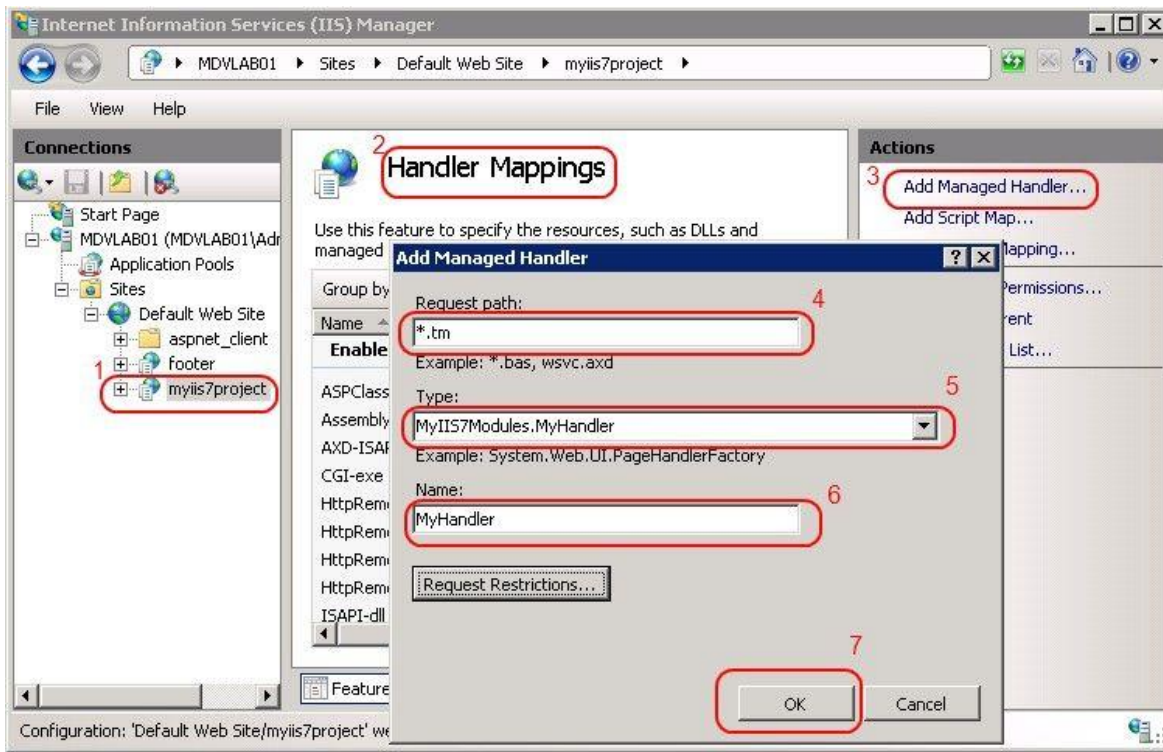 Internet Information Services (IIS) Manager
MDVLAB01 Sites Default Web Site myiis7project
File View Help
Connections
Start Page
MDVLAB01 (MDVLAB01\Adr
Application Pools
Sites
Default Web Site
aspnet_client
footer
1
myiis7project
2
Handler Mappings
Use this feature to specify the resources, such as DLLs and
managed
Group by
Name
Enable
ASPClass
Assembly
AXD-ISAP
CGI-exe
HttpRem
HttpRem
HttpRem
HttpRem
ISAPI-dll
Feature
Add Managed Handler
Request path:
4
*.tm
Example: *.bas, wsvc.axd
Type:
5
MyIIS7Modules.MyHandler
Example: System.Web.UI.PageHandlerFactory
Name:
6
MyHandler
Request Restrictions...
7
OK Cancel
Actions
3
Add Managed Handler...
Add Script Map...
apping...
Permissions...
rent
List...
Configuration: 'Default Web Site/myiis7project' we